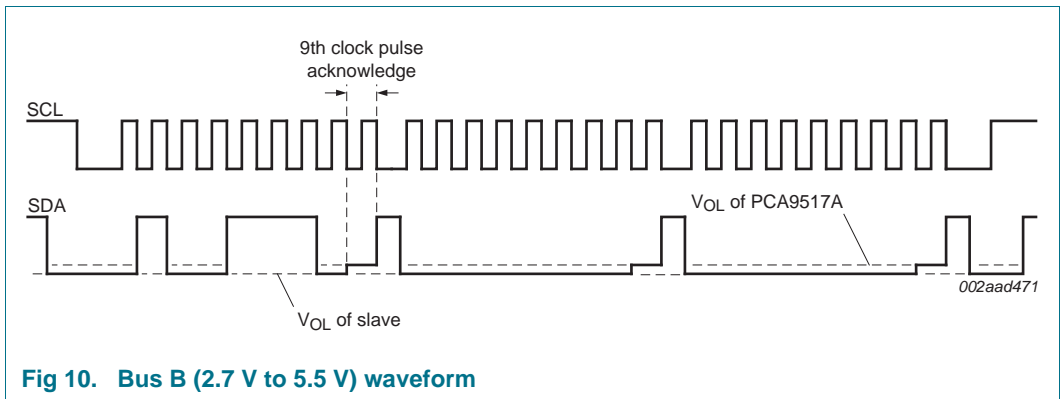 9th clock pulse
acknowledge
SCL
SDA
VOL of PCA9517A
002aad471
VOL of slave
Fig 10. Bus B (2.7 V to 5.5 V) waveform